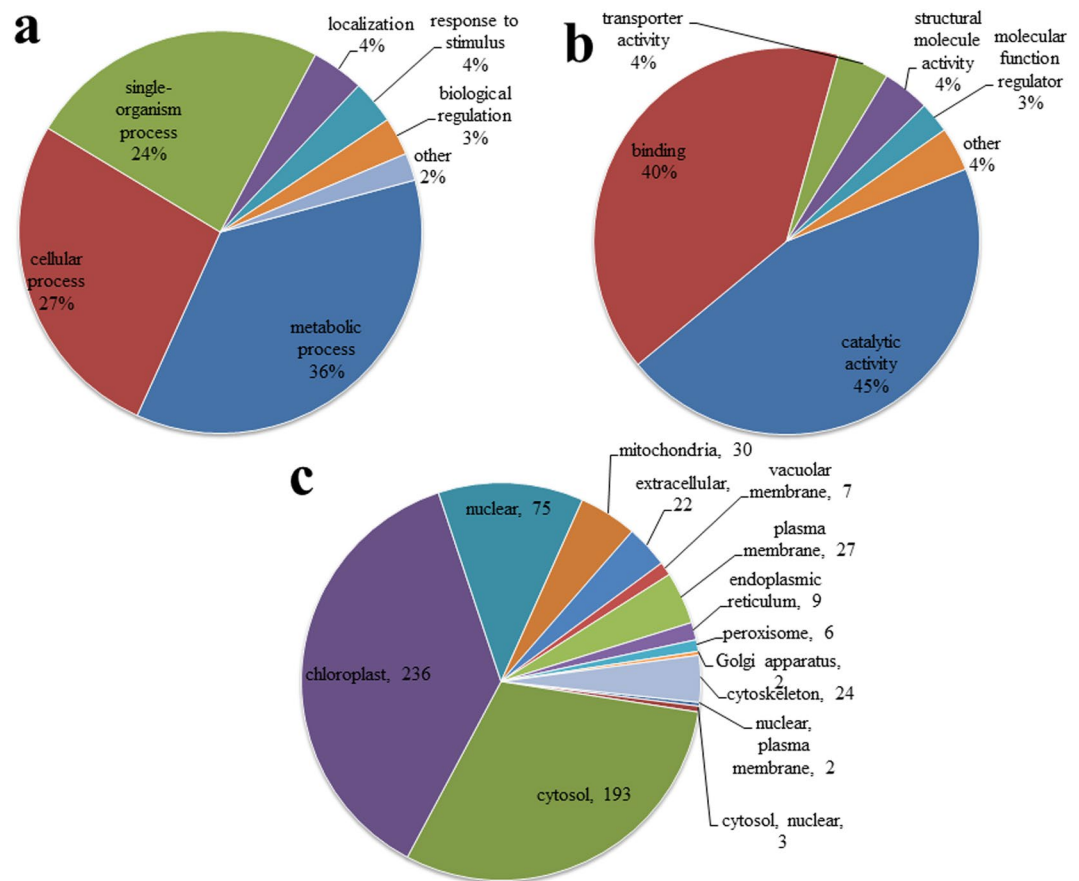 a
single-
organism
process
24%
localization
4%
response to
stimulus
4%
biological
regulation
3%
other
2%
cellular
process
27%
metabolic
process
36%
b
transporter
activity
4%
structural
molecule
activity
4%
molecular
function
regulator
3%
other
4%
binding
40%
catalytic
activity
45%
c
mitochondria, 30
nuclear, 75
extracellular,
22
vacuolar
membrane, 7
plasma
membrane, 27
endoplasmic
reticulum, 9
peroxisome, 6
Golgi apparatus,
2
cytoskeleton, 24
nuclear,
plasma
membrane, 2
cytosol, nuclear,
3
chloroplast, 236
cytosol, 193